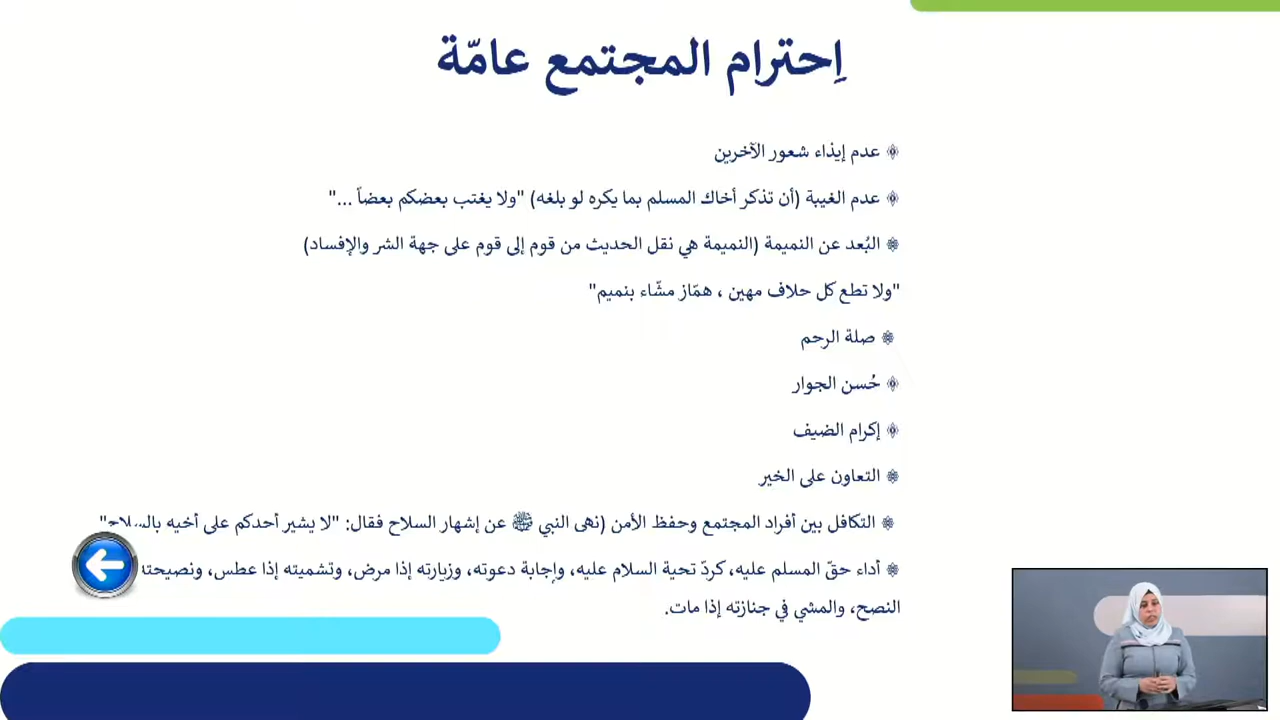 اِحترام المجتمع عامّة
عدم إيذاء شعور الآخرين
عدم الغيبة (أن تذكر أخاك المسلم بما يكره لو بلغه) "ولا يغتب بعضكم بعضاً ..."
البُعد عن النميمة (النميمة هي نقل الحديث من قوم إلى قوم على جهة الشر والإفساد)
"ولا تطع كل حلاف مهين ، همّاز مشّاء بنميم"
صلة الرحم
حُسن الجوار
إكرام الضيف
التعاون على الخير
التكافل بين أفراد المجتمع وحفظ الأمن (نهى النبي ﷺ عن إشهار السلاح فقال: "لا يشير أحدكم على أخيه بالسلاح"
أداء حقّ المسلم عليه، كردّ تحية السلام عليه، وإجابة دعوته، وزيارته إذا مرض، وتشميته إذا عطس، ونصيحته
النصح، والمشي في جنازته إذا مات.